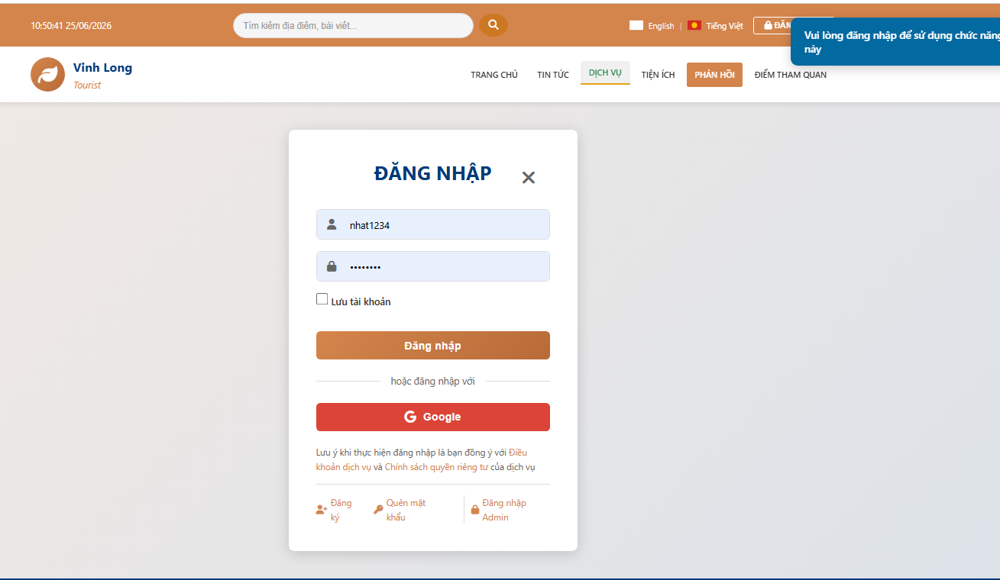 10:50:41 25/06/2026
Tìm kiếm địa điểm, bài viết...
English | Tiếng Việt
Vui lòng đăng nhập để sử dụng chức năng
này
Vinh Long
Tourist
TRANG CHỦ TIN TỨC DỊCH VỤ TIỆN ÍCH PHẢN HỒI ĐIỂM THAM QUAN
ĐĂNG NHẬP
nhat1234
Lưu tài khoản
Đăng nhập
hoặc đăng nhập với
Google
Lưu ý khi thực hiện đăng nhập là bạn đồng ý với Điều
khoản dịch vụ và Chính sách quyền riêng tư của dịch vụ
Đăng
ký
Quên mật
khẩu
Đăng nhập
Admin